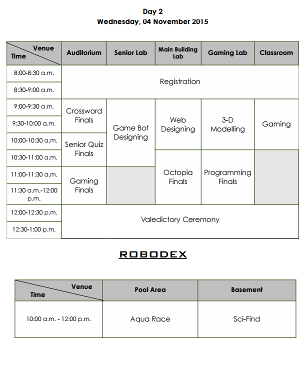 Day 2
Wednesday, 04 November 2015
Venue
Time
Auditorium
Senior Lab
Main Building
Lab
Gaming Lab
Classroom
8:00-8:30 a.m.
8:30-9:00 a.m.
Registration
9:00-9:30 a.m.
9:30-10:00 a.m.
10:00-10:30 a.m.
10:30-11:00 a.m.
11:00-11:30 a.m.
11:30 a.m.-12:00
p.m.
Crossword
Finals
Senior Quiz
Finals
Gaming
Finals
Game Bot
Designing
Web
Designing
Octopia
Finals
3-D
Modelling
Programming
Finals
Gaming
12:00-12:30 p.m.
12:30-1:00 p.m.
Valedictory Ceremony
ROBODEX
Venue
Time
Pool Area
Basement
10:00 a.m. - 12:00 p.m.
Aqua Race
Sci-Find